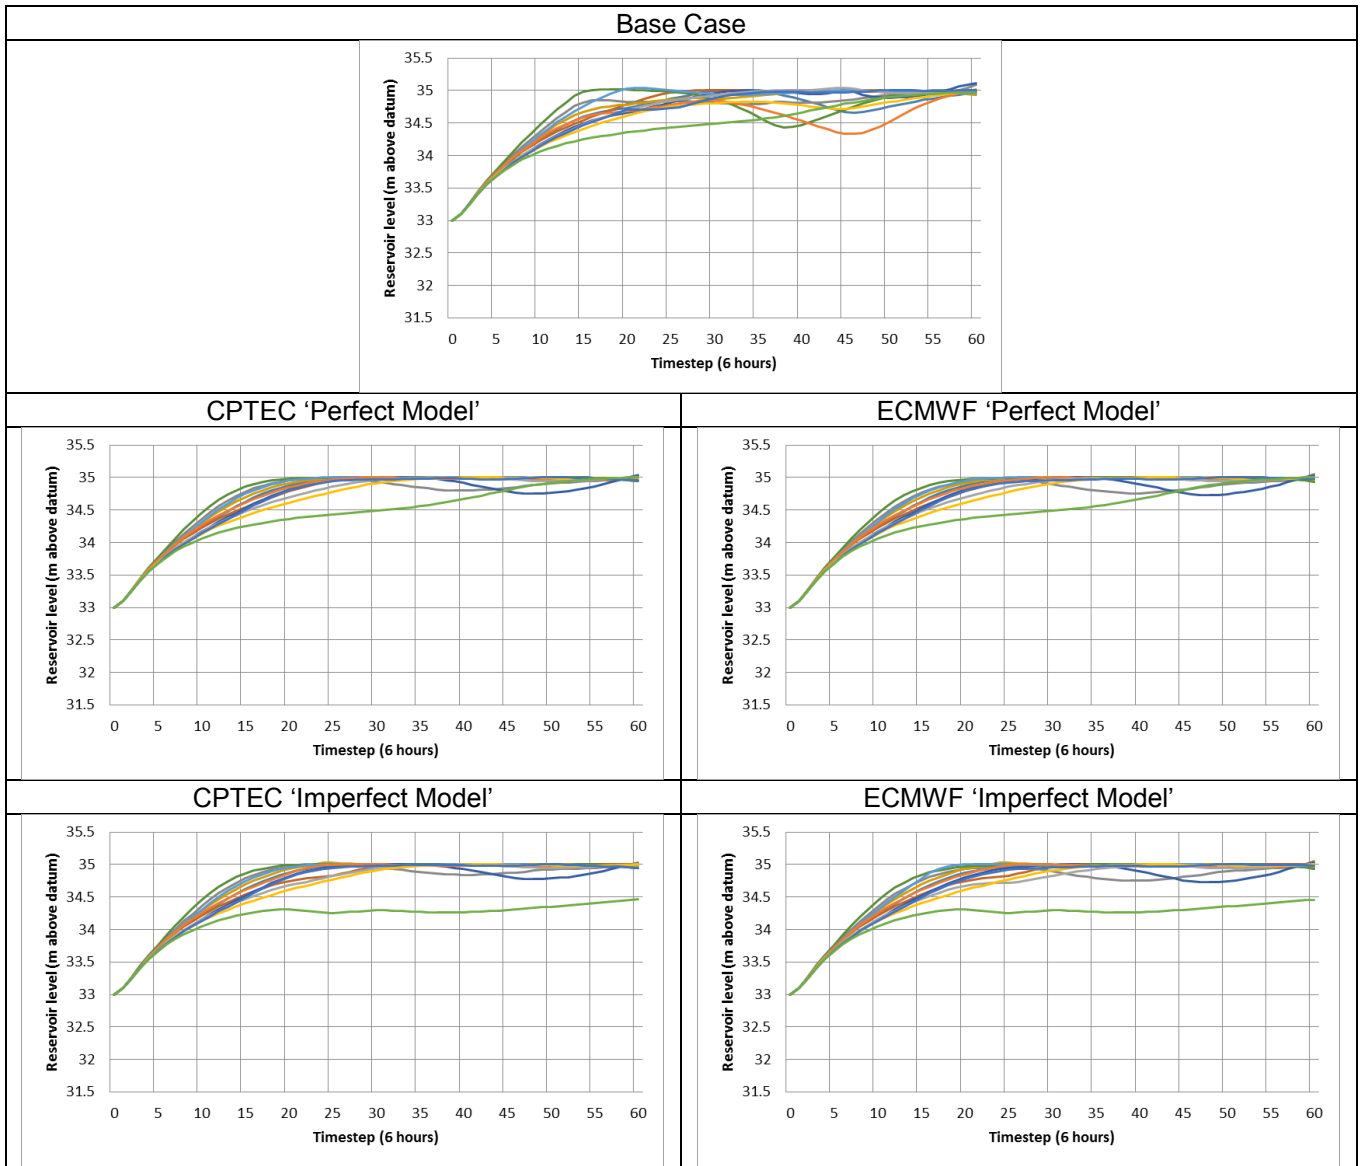 Base Case
35.5
35
34.5
34
33.5
33
32.5
32
31.5
Reservoir level (m above datum)
0 5 10 15 20 25 30 35 40 45 50 55 60
Timestep (6 hours)
CPTEC ‘Perfect Model’
35.5
35
34.5
34
33.5
33
32.5
32
31.5
Reservoir level (m above datum)
0 5 10 15 20 25 30 35 40 45 50 55 60
Timestep (6 hours)
ECMWF ‘Perfect Model’
35.5
35
34.5
34
33.5
33
32.5
32
31.5
Reservoir level (m above datum)
0 5 10 15 20 25 30 35 40 45 50 55 60
Timestep (6 hours)
CPTEC ‘Imperfect Model’
35.5
35
34.5
34
33.5
33
32.5
32
31.5
Reservoir level (m above datum)
0 5 10 15 20 25 30 35 40 45 50 55 60
Timestep (6 hours)
ECMWF ‘Imperfect Model’
35.5
35
34.5
34
33.5
33
32.5
32
31.5
Reservoir level (m above datum)
0 5 10 15 20 25 30 35 40 45 50 55 60
Timestep (6 hours)